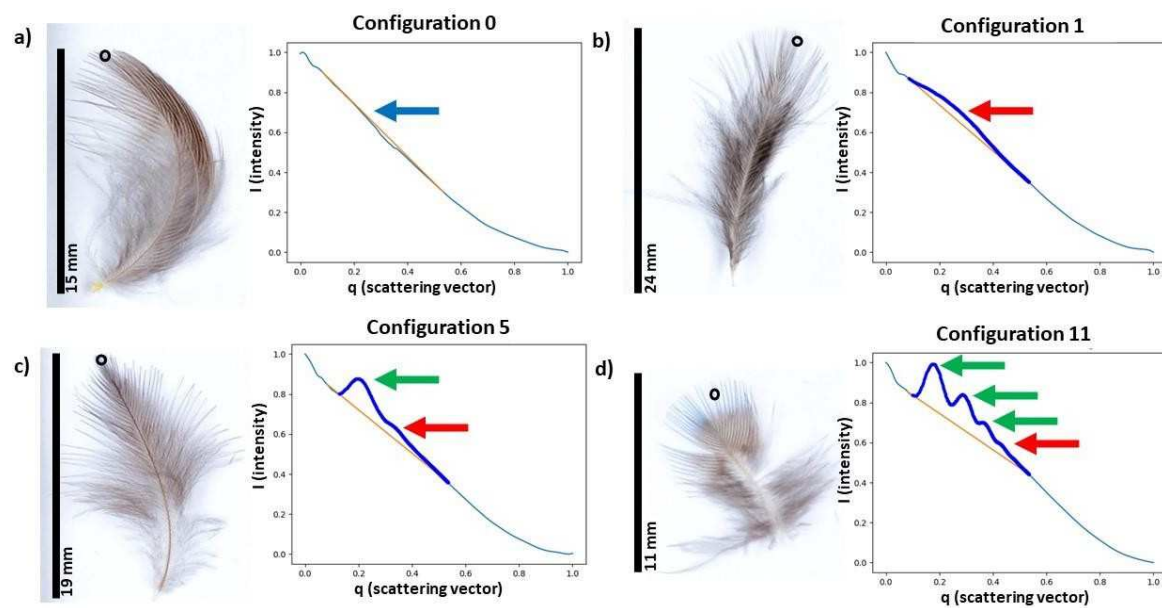 a)
Configuration 0
15 mm
I (intensity)
1.0
0.8
0.6
0.4
0.2
0.0
0.0 0.2 0.4 0.6 0.8 1.0
q (scattering vector)
b)
Configuration 1
24 mm
I (intensity)
1.0
0.8
0.6
0.4
0.2
0.0
0.0 0.2 0.4 0.6 0.8 1.0
q (scattering vector)
c)
Configuration 5
19 mm
I (intensity)
1.0
0.8
0.6
0.4
0.2
0.0
0.0 0.2 0.4 0.6 0.8 1.0
q (scattering vector)
d)
Configuration 11
11 mm
I (intensity)
1.0
0.8
0.6
0.4
0.2
0.0
0.0 0.2 0.4 0.6 0.8 1.0
q (scattering vector)